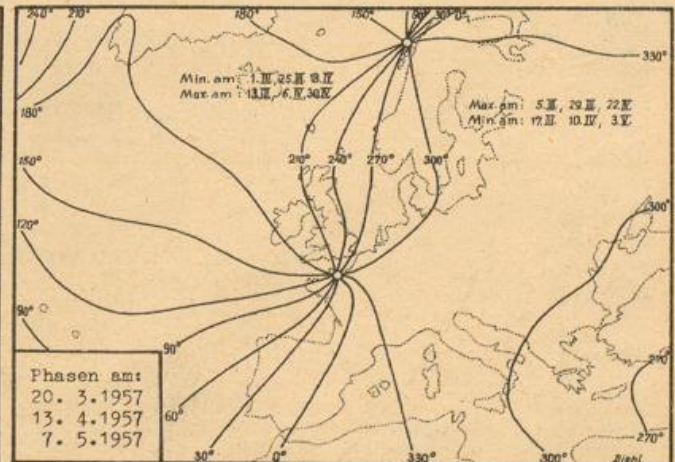 240° 210° 180° 150° 90° 30° 0°
330°
Min. am: 1.III, 25.III 18.IV
Max. am: 13.III, 6.IV, 30.IV
Max. am: 5.III, 29.III, 22.IV
Min. am: 17.III 10.IV, 3.V.
180°
150°
210° 240° 270° 300°
120°
300°
90°
90°
60°
30° 0° 330° 300° 270°
Phasen am:
20. 3.1957
13. 4.1957
7. 5.1957